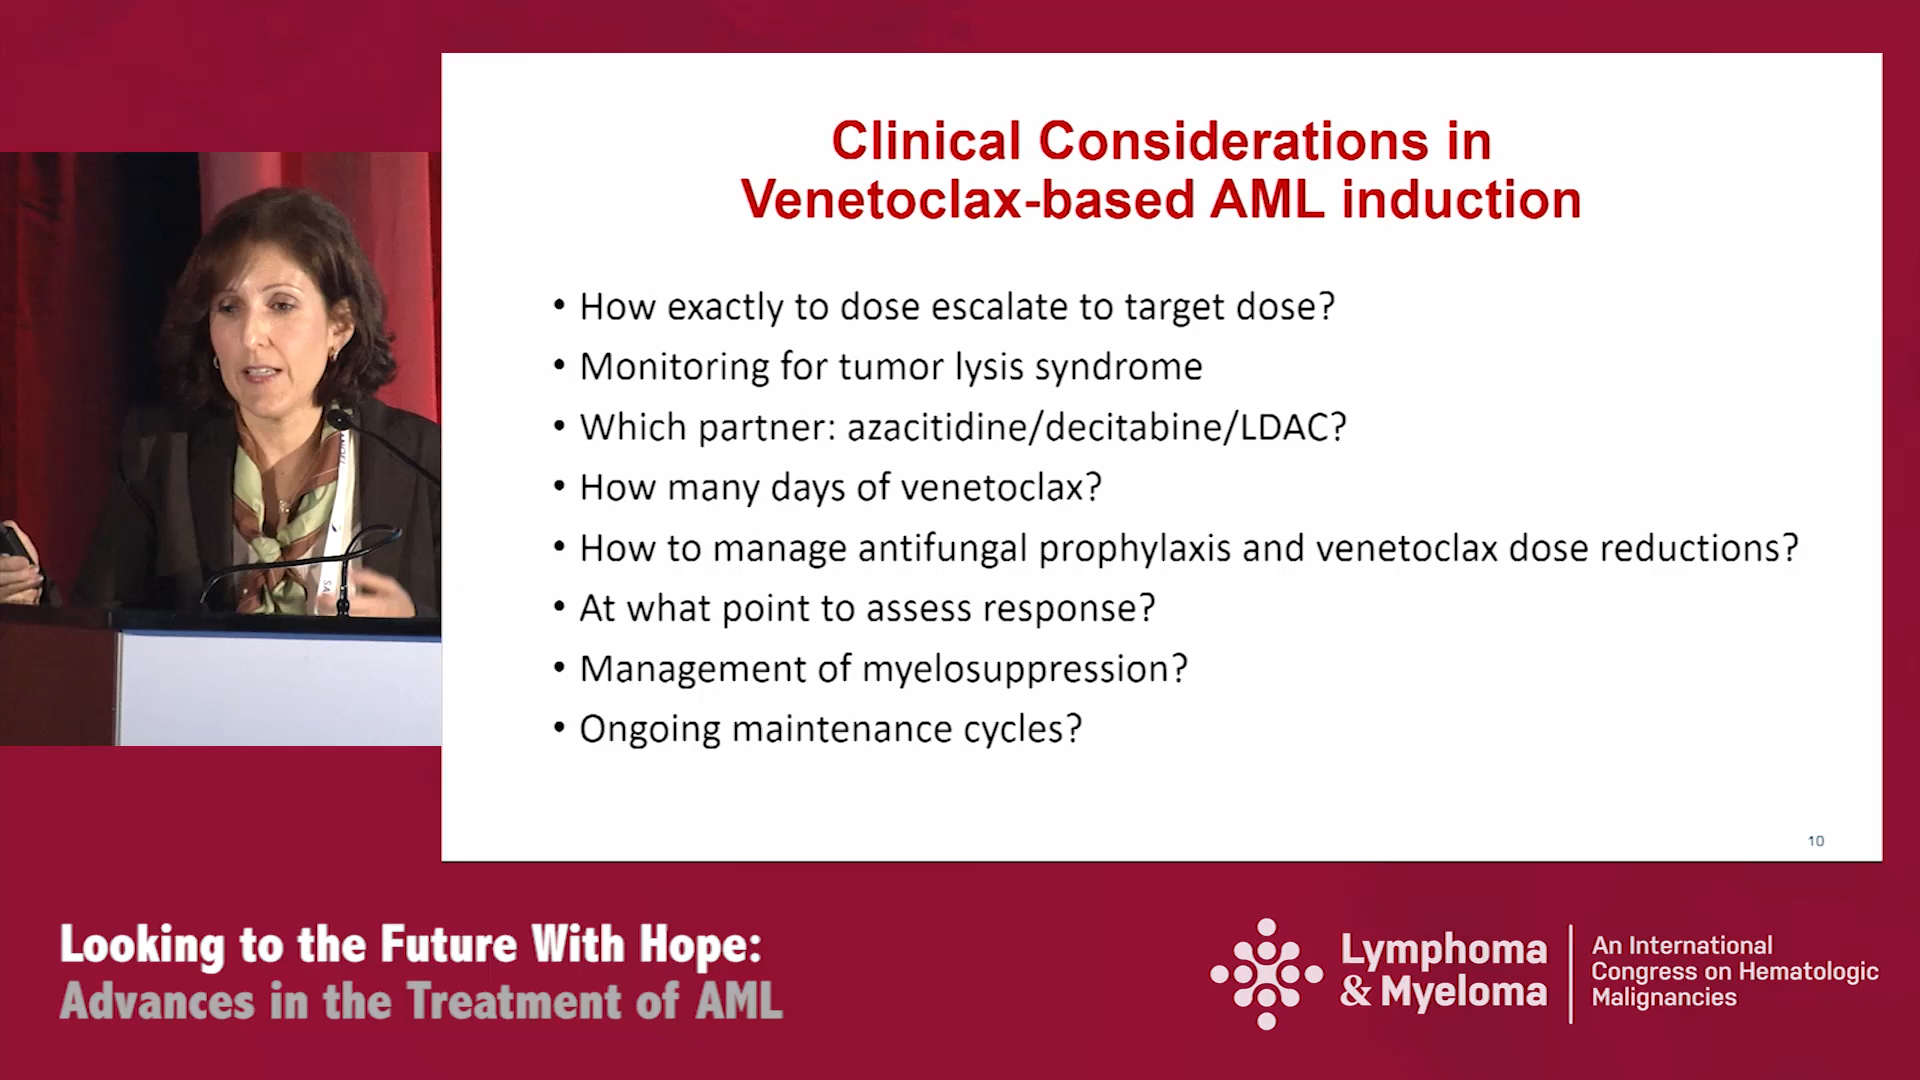 Clinical Considerations in
Venetoclax-based AML induction
• How exactly to dose escalate to target dose?
• Monitoring for tumor lysis syndrome
• Which partner: azacitidine/decitabine/LDAC?
• How many days of venetoclax?
• How to manage antifungal prophylaxis and venetoclax dose reductions?
• At what point to assess response?
• Management of myelosuppression?
• Ongoing maintenance cycles?
10
Looking to the Future With Hope:
Advances in the Treatment of AML
Lymphoma
& Myeloma
An International
Congress on Hematologic
Malignancies